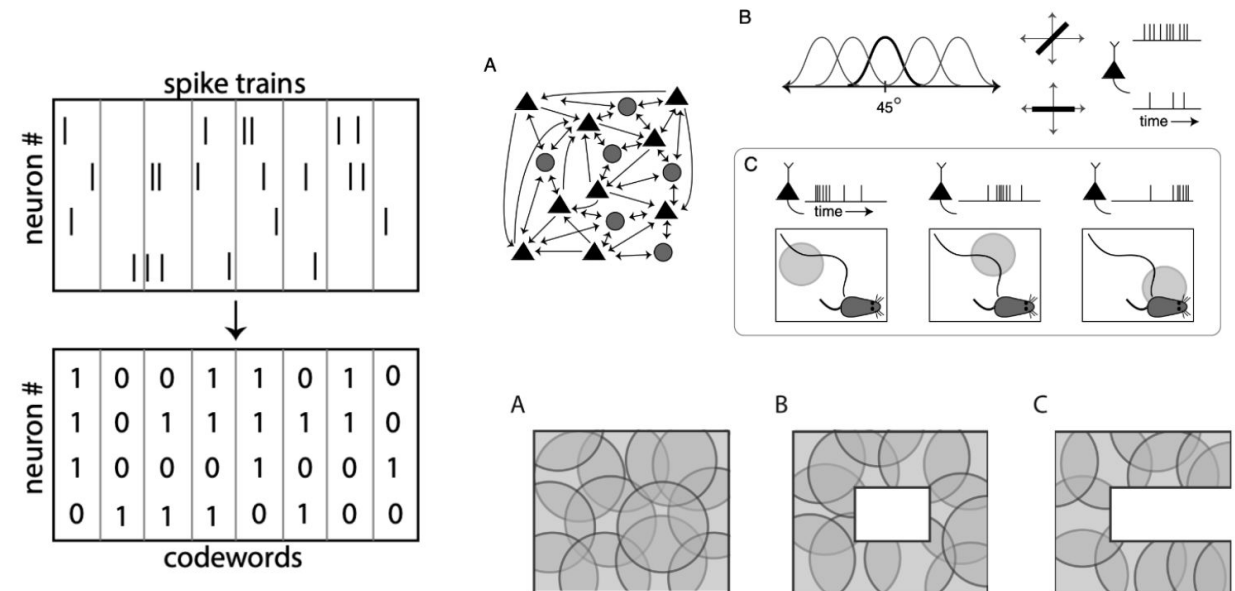 spike trains
neuron #
1 0 0 1 1 0 1 0
1 0 1 1 1 1 1 0
1 0 0 0 1 0 0 1
0 1 1 1 0 1 0 0
neuron #
codewords
A
B
45°
time
C
time
A
B
C